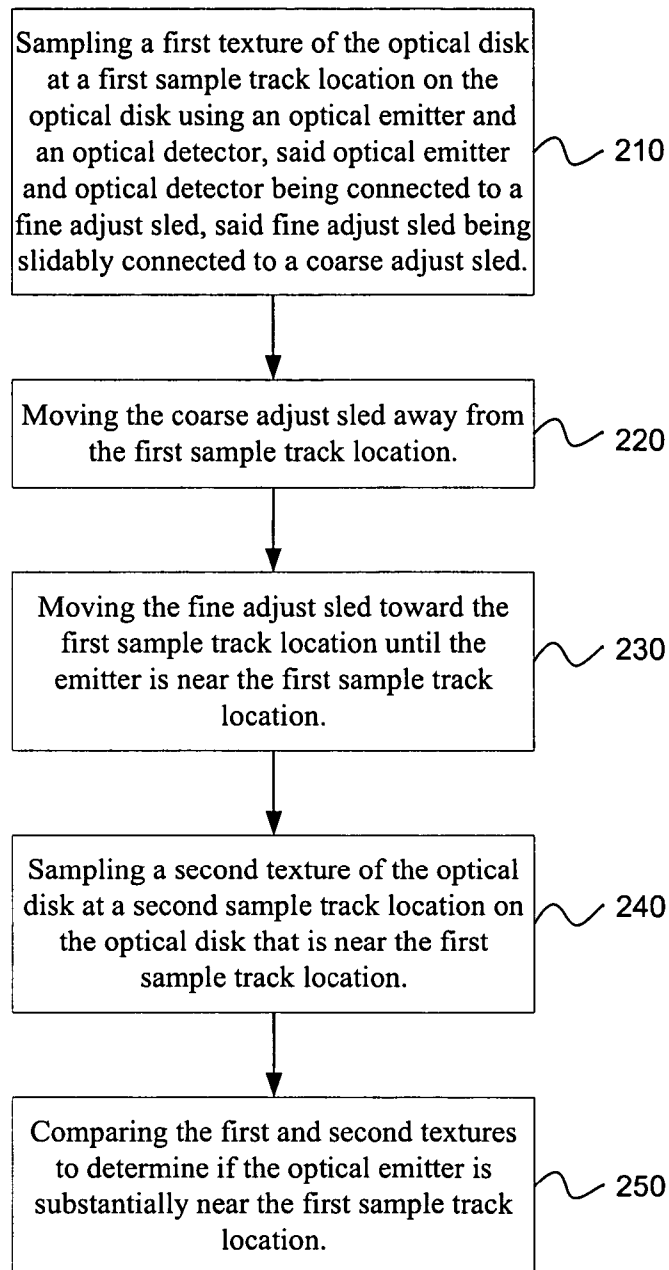 Sampling a first texture of the optical disk
at a first sample track location on the
optical disk using an optical emitter and
an optical detector, said optical emitter
and optical detector being connected to a
fine adjust sled, said fine adjust sled being
slidably connected to a coarse adjust sled.
210
Moving the coarse adjust sled away from
the first sample track location.
220
Moving the fine adjust sled toward the
first sample track location until the
emitter is near the first sample track
location.
230
Sampling a second texture of the optical
disk at a second sample track location on
the optical disk that is near the first
sample track location.
240
Comparing the first and second textures
to determine if the optical emitter is
substantially near the first sample track
location.
250